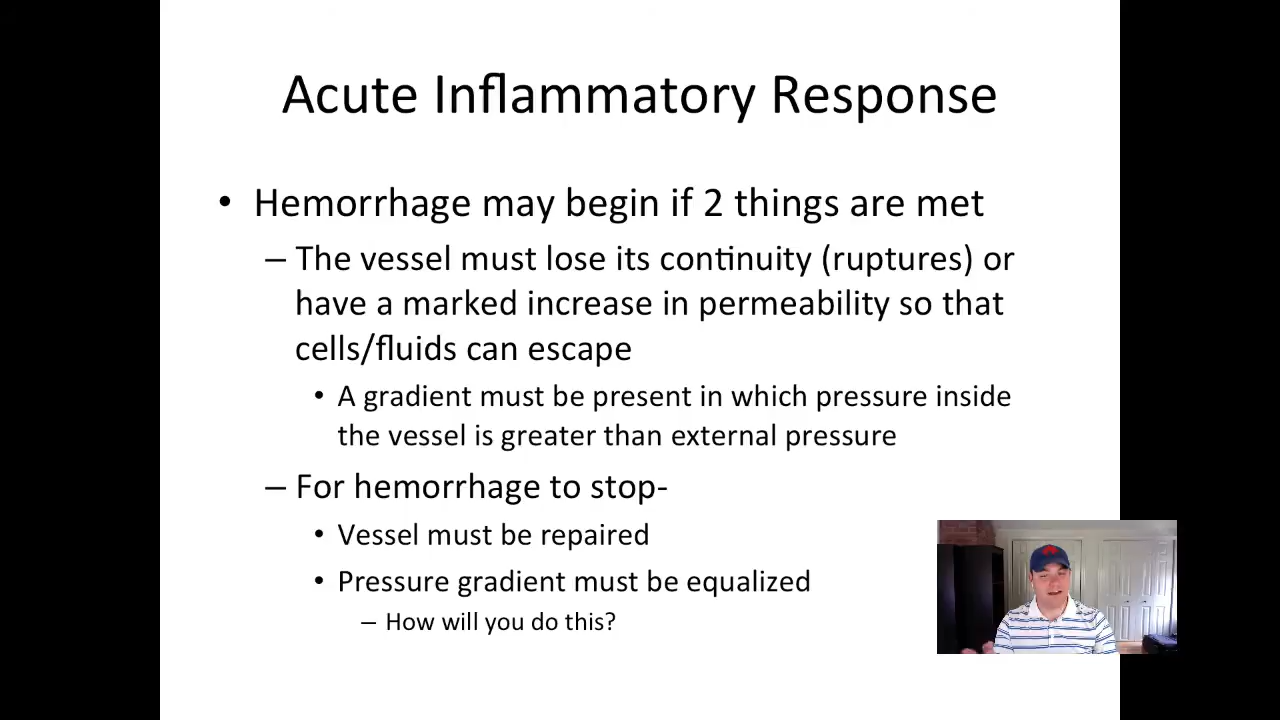 Acute Inflammatory Response
• Hemorrhage may begin if 2 things are met
– The vessel must lose its continuity (ruptures) or
have a marked increase in permeability so that
cells/fluids can escape
• A gradient must be present in which pressure inside
the vessel is greater than external pressure
– For hemorrhage to stop-
• Vessel must be repaired
• Pressure gradient must be equalized
– How will you do this?